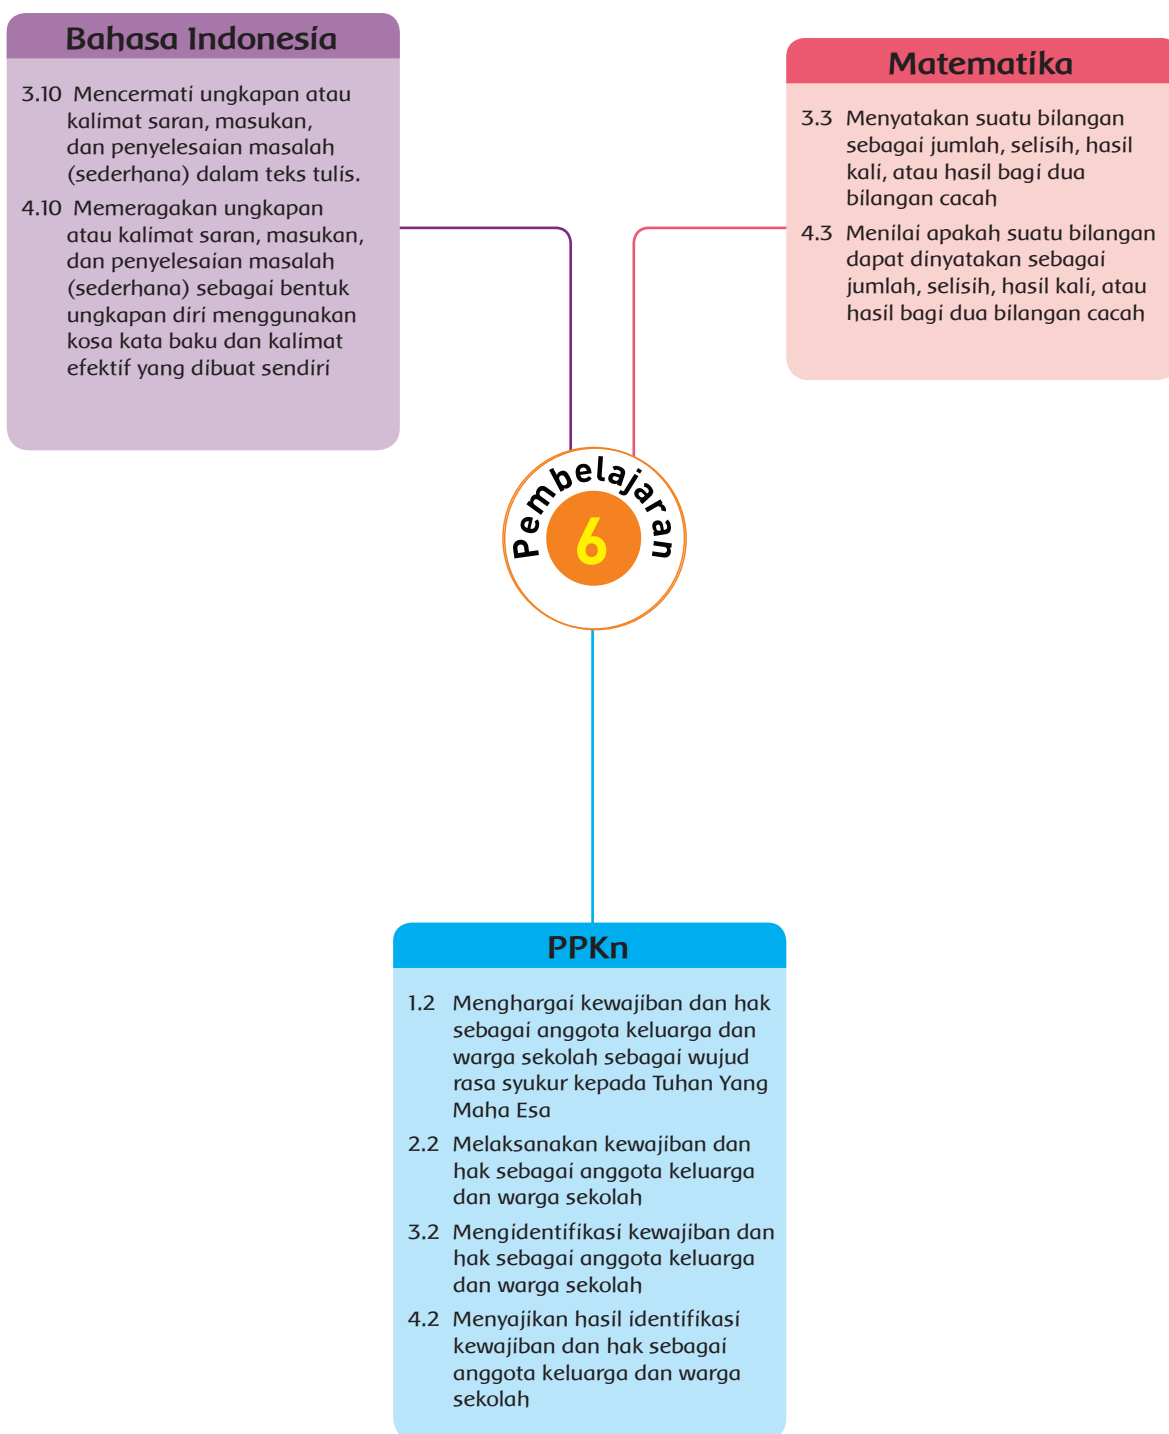 Bahasa Indonesia
3.10 Mencermati ungkapan atau
kalimat saran, masukan,
dan penyelesaian masalah
(sederhana) dalam teks tulis.
4.10 Memeragakan ungkapan
atau kalimat saran, masukan,
dan penyelesaian masalah
(sederhana) sebagai bentuk
ungkapan diri menggunakan
kosa kata baku dan kalimat
efektif yang dibuat sendiri
Matematika
3.3 Menyatakan suatu bilangan
sebagai jumlah, selisih, hasil
kali, atau hasil bagi dua
bilangan cacah
4.3 Menilai apakah suatu bilangan
dapat dinyatakan sebagai
jumlah, selisih, hasil kali, atau
hasil bagi dua bilangan cacah
Pembelajaran
6
PPKn
1.2 Menghargai kewajiban dan hak
sebagai anggota keluarga dan
warga sekolah sebagai wujud
rasa syukur kepada Tuhan Yang
Maha Esa
2.2 Melaksanakan kewajiban dan
hak sebagai anggota keluarga
dan warga sekolah
3.2 Mengidentifikasi kewajiban dan
hak sebagai anggota keluarga
dan warga sekolah
4.2 Menyajikan hasil identifikasi
kewajiban dan hak sebagai
anggota keluarga dan warga
sekolah